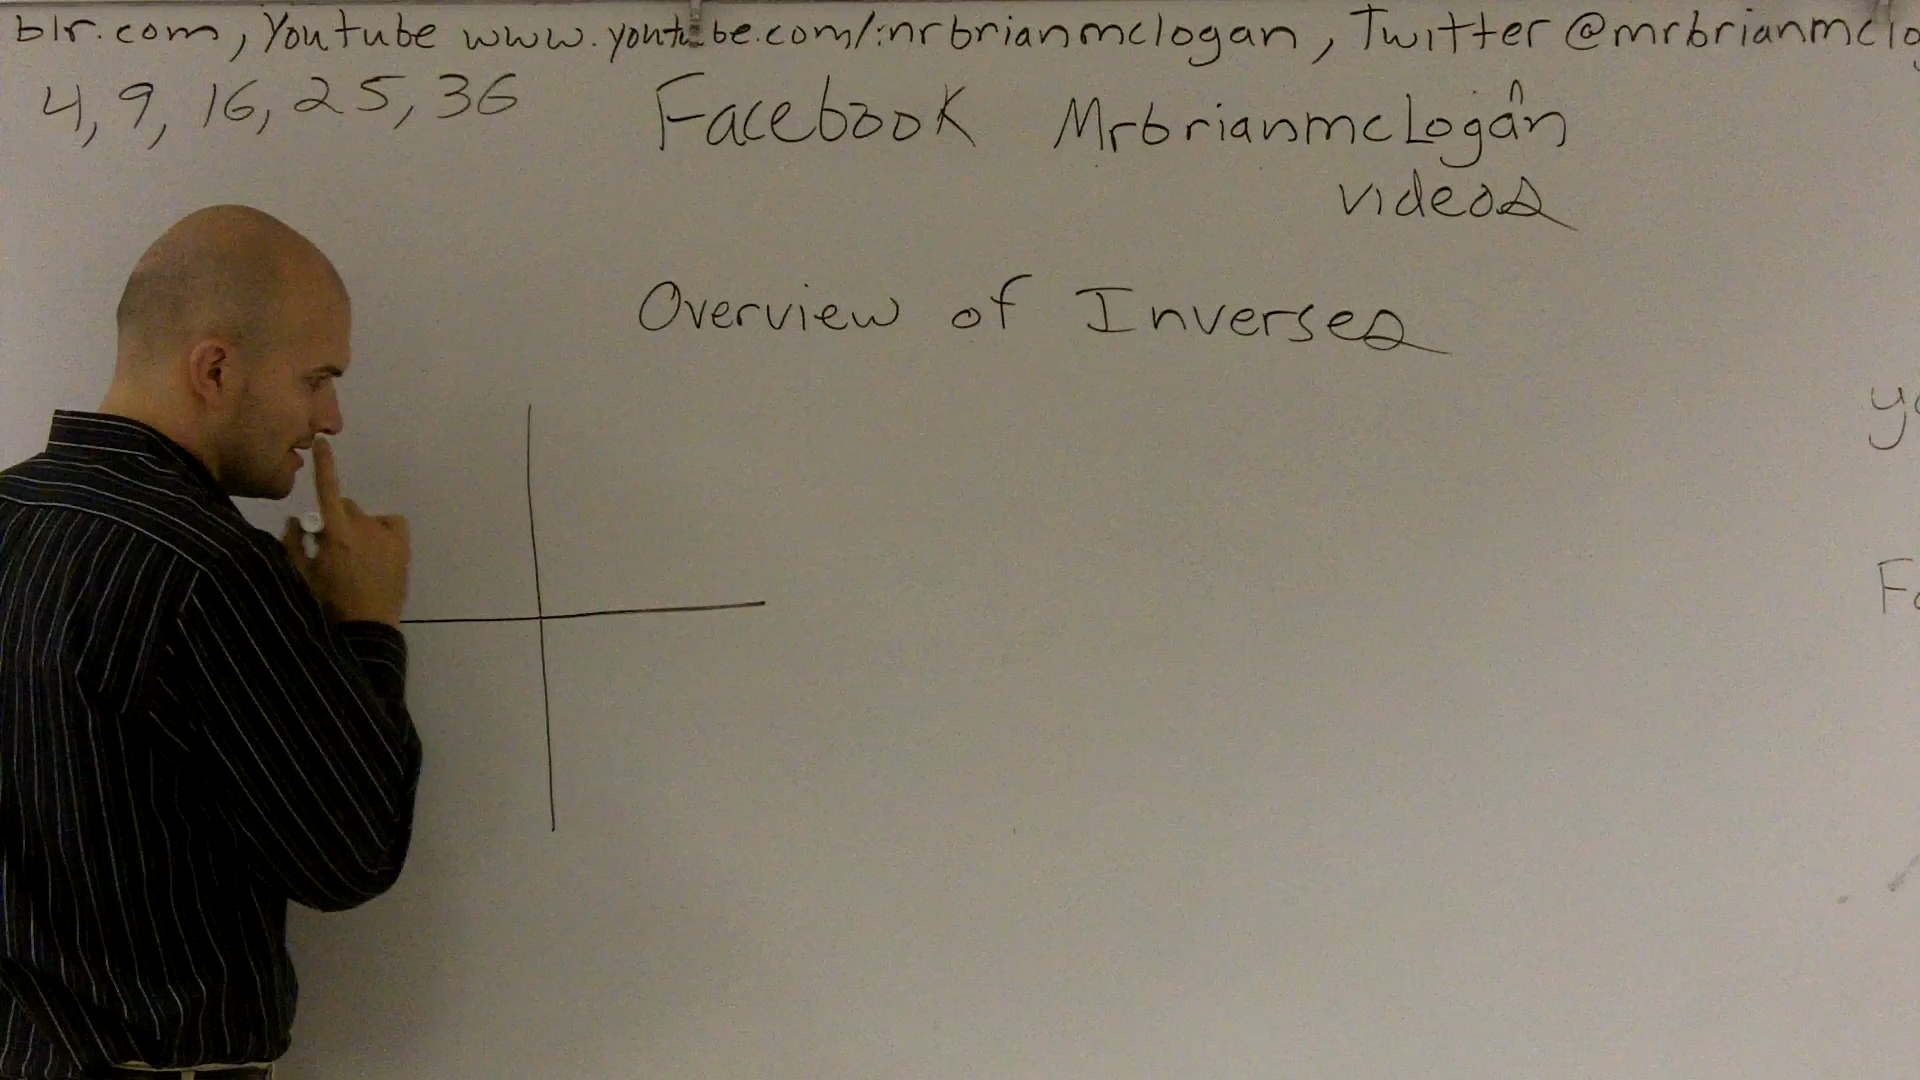 blr.com, Youtube www.youtube.com/mrbrianmclogan, Twitter @mrbrianmclo
4, 9, 16, 25, 36
Facebook MrbrianmcLogan
videos
Overview of Inverses